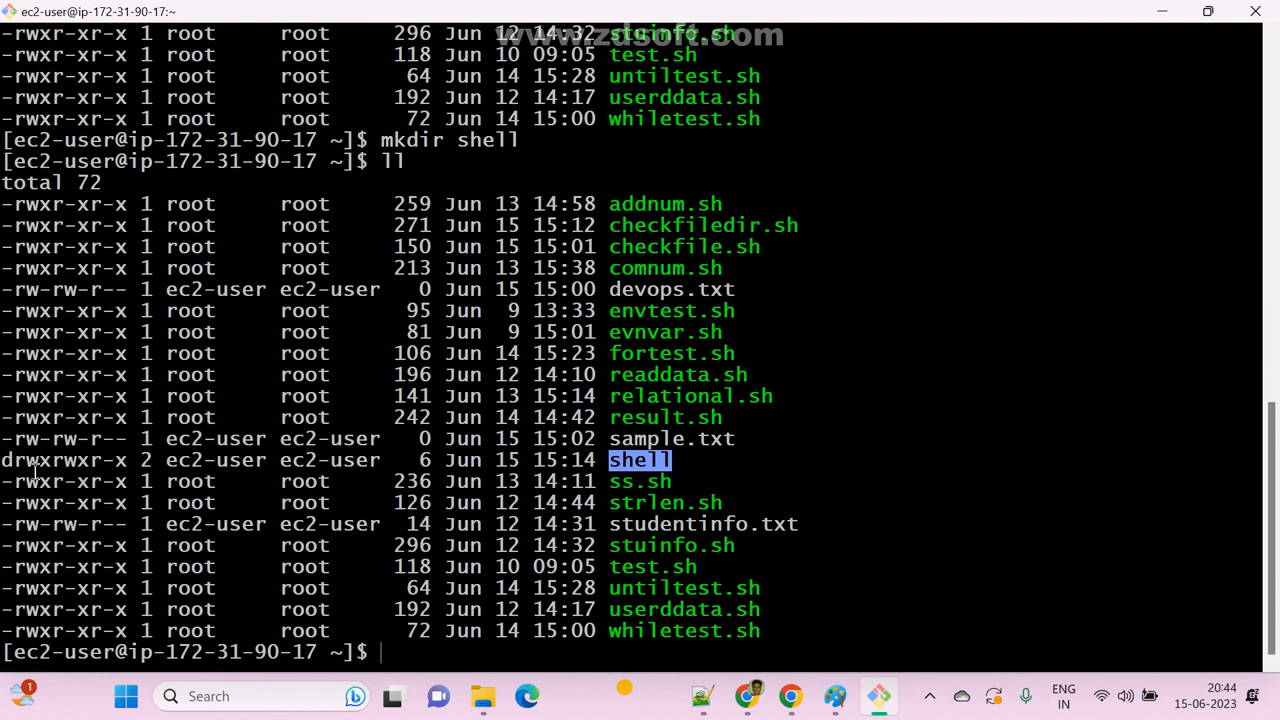 ec2-user@ip-172-31-90-17:~
www.zdsoft.com
-rwxr-xr-x 1 root     root     296 Jun 12 14:32 stuinfo.sh
-rwxr-xr-x 1 root     root     118 Jun 10 09:05 test.sh
-rwxr-xr-x 1 root     root      64 Jun 14 15:28 untiltest.sh
-rwxr-xr-x 1 root     root     192 Jun 12 14:17 userddata.sh
-rwxr-xr-x 1 root     root      72 Jun 14 15:00 whiletest.sh
[ec2-user@ip-172-31-90-17 ~]$ mkdir shell
[ec2-user@ip-172-31-90-17 ~]$ ll
total 72
-rwxr-xr-x 1 root     root     259 Jun 13 14:58 addnum.sh
-rwxr-xr-x 1 root     root     271 Jun 15 15:12 checkfiledir.sh
-rwxr-xr-x 1 root     root     150 Jun 15 15:01 checkfile.sh
-rwxr-xr-x 1 root     root     213 Jun 13 15:38 comnum.sh
-rw-rw-r-- 1 ec2-user ec2-user   0 Jun 15 15:00 devops.txt
-rwxr-xr-x 1 root     root      95 Jun  9 13:33 envtest.sh
-rwxr-xr-x 1 root     root      81 Jun  9 15:01 evnvar.sh
-rwxr-xr-x 1 root     root     106 Jun 14 15:23 fortest.sh
-rwxr-xr-x 1 root     root     196 Jun 12 14:10 readdata.sh
-rwxr-xr-x 1 root     root     141 Jun 13 15:14 relational.sh
-rwxr-xr-x 1 root     root     242 Jun 14 14:42 result.sh
-rw-rw-r-- 1 ec2-user ec2-user   0 Jun 15 15:02 sample.txt
drwxrwxr-x 2 ec2-user ec2-user   6 Jun 15 15:14 shell
-rwxr-xr-x 1 root     root     236 Jun 13 14:11 ss.sh
-rwxr-xr-x 1 root     root     126 Jun 12 14:44 strlen.sh
-rw-rw-r-- 1 ec2-user ec2-user  14 Jun 12 14:31 studentinfo.txt
-rwxr-xr-x 1 root     root     296 Jun 12 14:32 stuinfo.sh
-rwxr-xr-x 1 root     root     118 Jun 10 09:05 test.sh
-rwxr-xr-x 1 root     root      64 Jun 14 15:28 untiltest.sh
-rwxr-xr-x 1 root     root     192 Jun 12 14:17 userddata.sh
-rwxr-xr-x 1 root     root      72 Jun 14 15:00 whiletest.sh
[ec2-user@ip-172-31-90-17 ~]$
1
Search
ENG
IN
20:44
15-06-2023